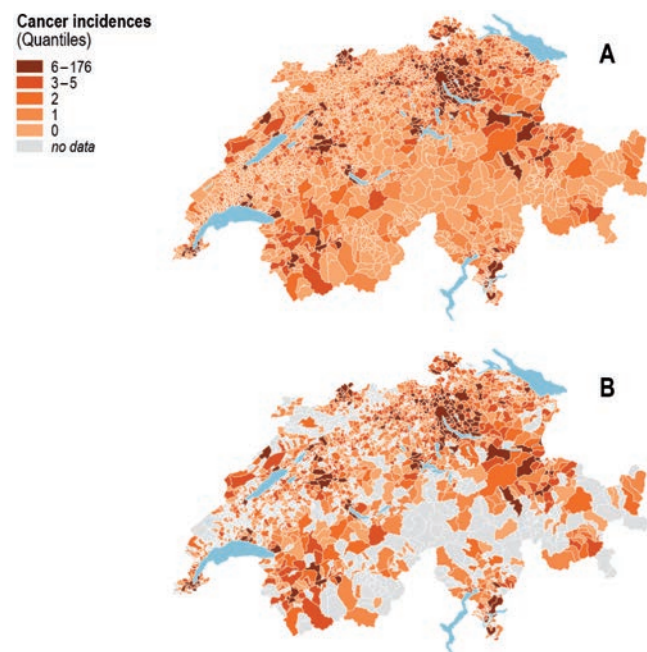 Cancer incidences
(Quantiles)
6–176
3–5
2
1
0
no data
A
B